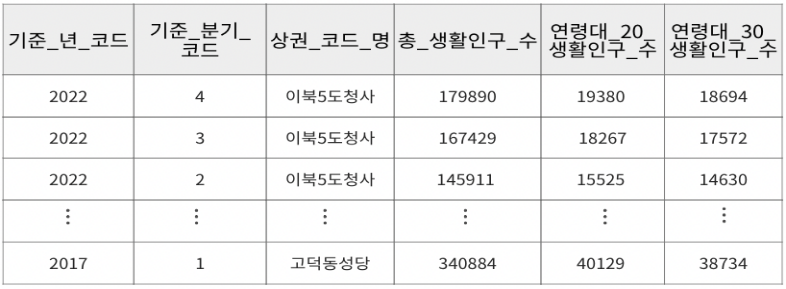 기준_년_코드 기준_분기_코드 상권_코드_명 총_생활인구_수 연령대_20_생활인구_수 연령대_30_생활인구_수
2022 4 이북5도청사 179890 19380 18694
2022 3 이북5도청사 167429 18267 17572
2022 2 이북5도청사 145911 15525 14630
⋮ ⋮ ⋮ ⋮ ⋮ ⋮
2017 1 고덕동성당 340884 40129 38734